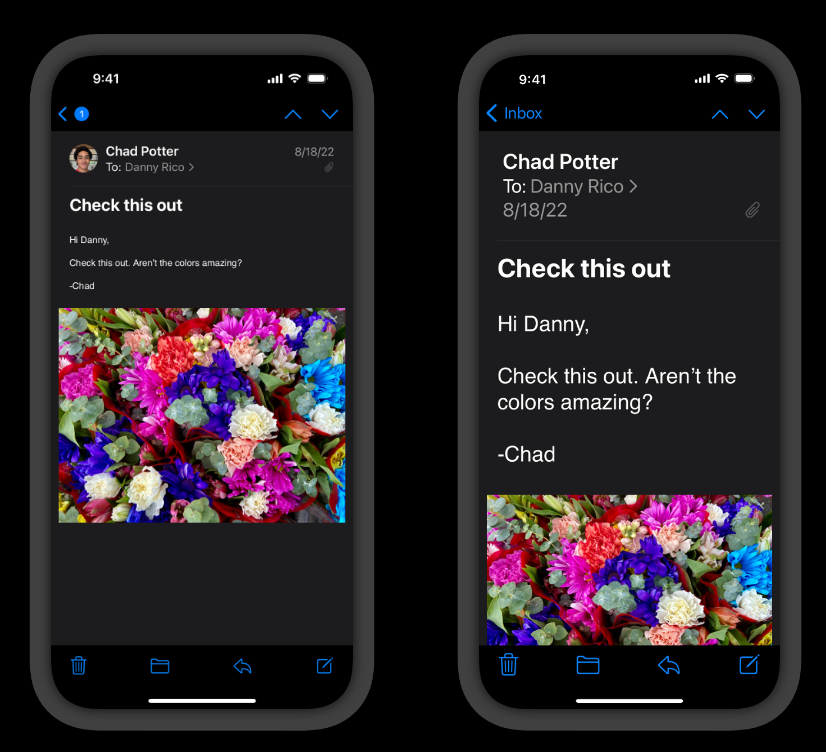 9:41
1
Chad Potter
8/18/22
To: Danny Rico >
Check this out
Hi Danny,
Check this out. Aren't the colors amazing?
-Chad
9:41
Inbox
Chad Potter
To: Danny Rico >
8/18/22
Check this out
Hi Danny,
Check this out. Aren't the
colors amazing?
-Chad